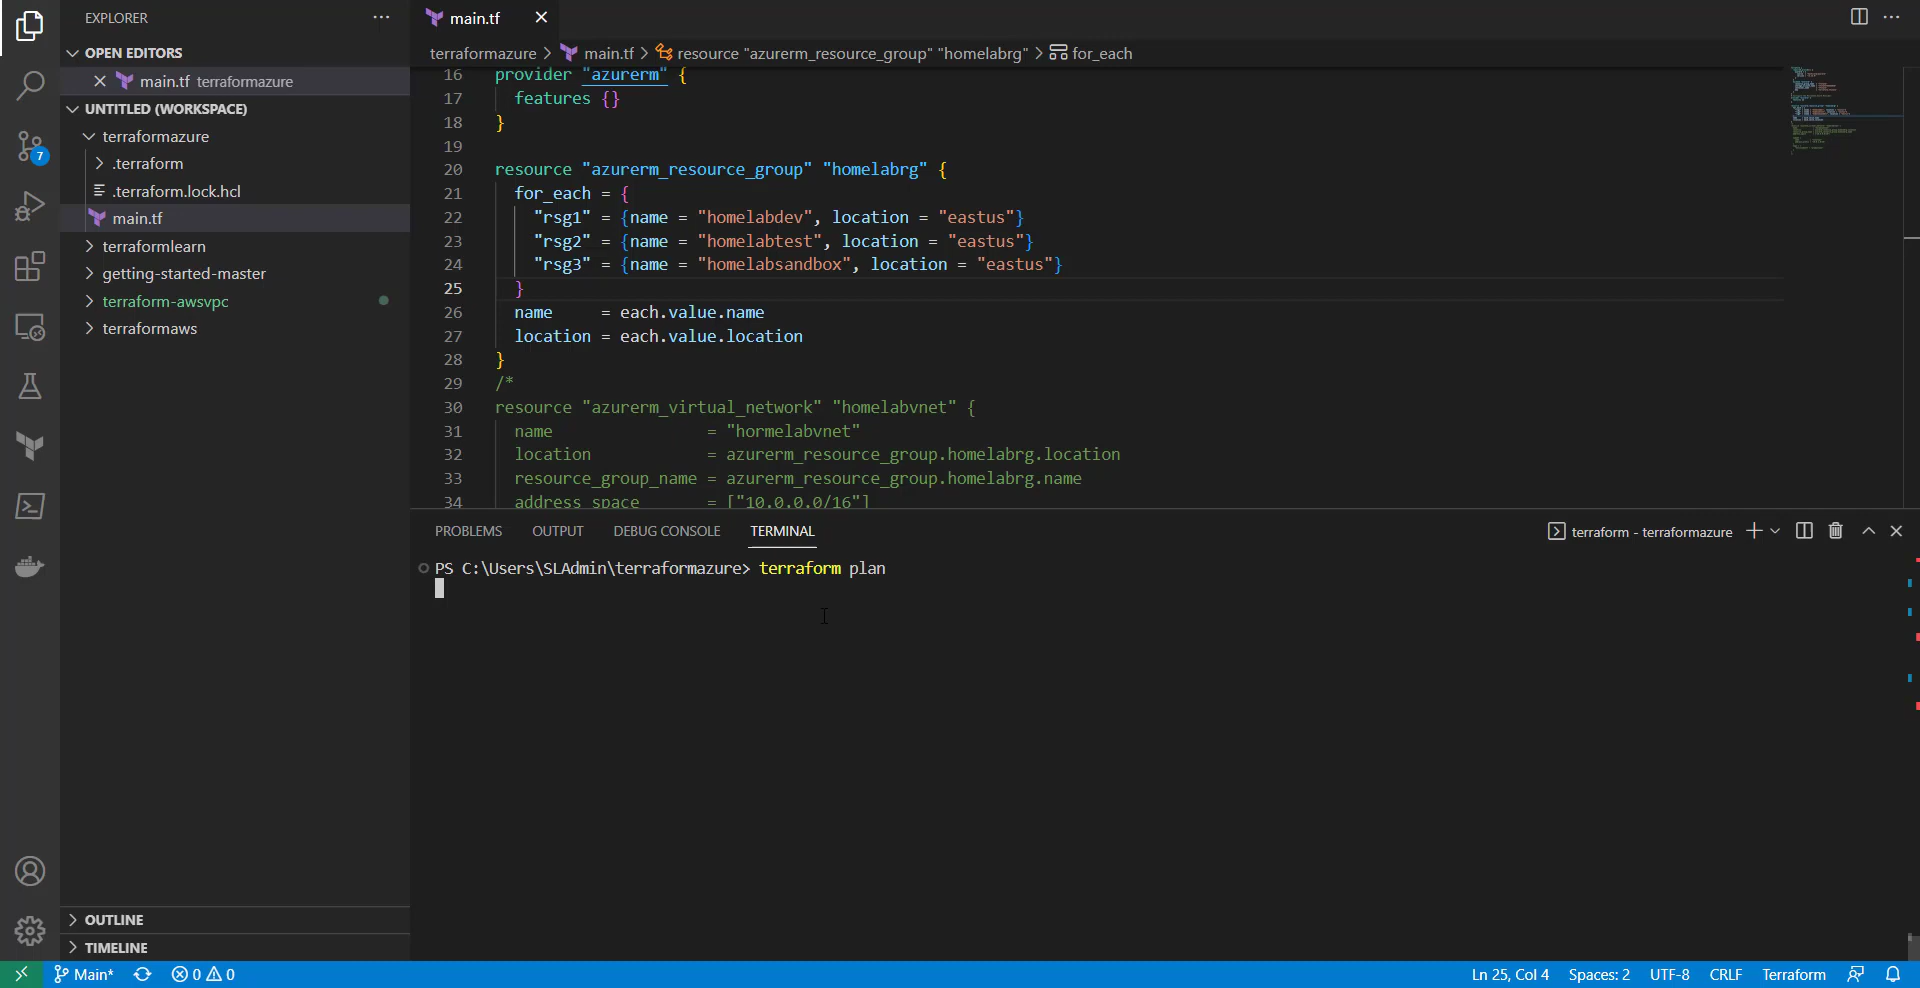 EXPLORER
OPEN EDITORS
main.tf terraformazure
UNTITLED (WORKSPACE)
terraformazure
.terraform
.terraform.lock.hcl
main.tf
terraformlearn
getting-started-master
terraform-awsvpc
terraformaws
OUTLINE
TIMELINE
7
main.tf
terraformazure > main.tf > resource "azurerm_resource_group" "homelabrg" > for_each
16 provider "azurerm" {
17 features {}
18 }
19
20 resource "azurerm_resource_group" "homelabrg" {
21 for_each = {
22 "rsg1" = {name = "homelabdev", location = "eastus"}
23 "rsg2" = {name = "homelabtest", location = "eastus"}
24 "rsg3" = {name = "homelabsandbox", location = "eastus"}
25 }
26 name = each.value.name
27 location = each.value.location
28 }
29 /*
30 resource "azurerm_virtual_network" "homelabvnet" {
31 name = "hormelabvnet"
32 location = azurerm_resource_group.homelabrg.location
33 resource_group_name = azurerm_resource_group.homelabrg.name
34 address_space = ["10.0.0.0/16"]
PROBLEMS OUTPUT DEBUG CONSOLE TERMINAL
terraform - terraformazure
PS C:\Users\SLAdmin\terraformazure> terraform plan
Main* 0 0
Ln 25, Col 4 Spaces: 2 UTF-8 CRLF Terraform